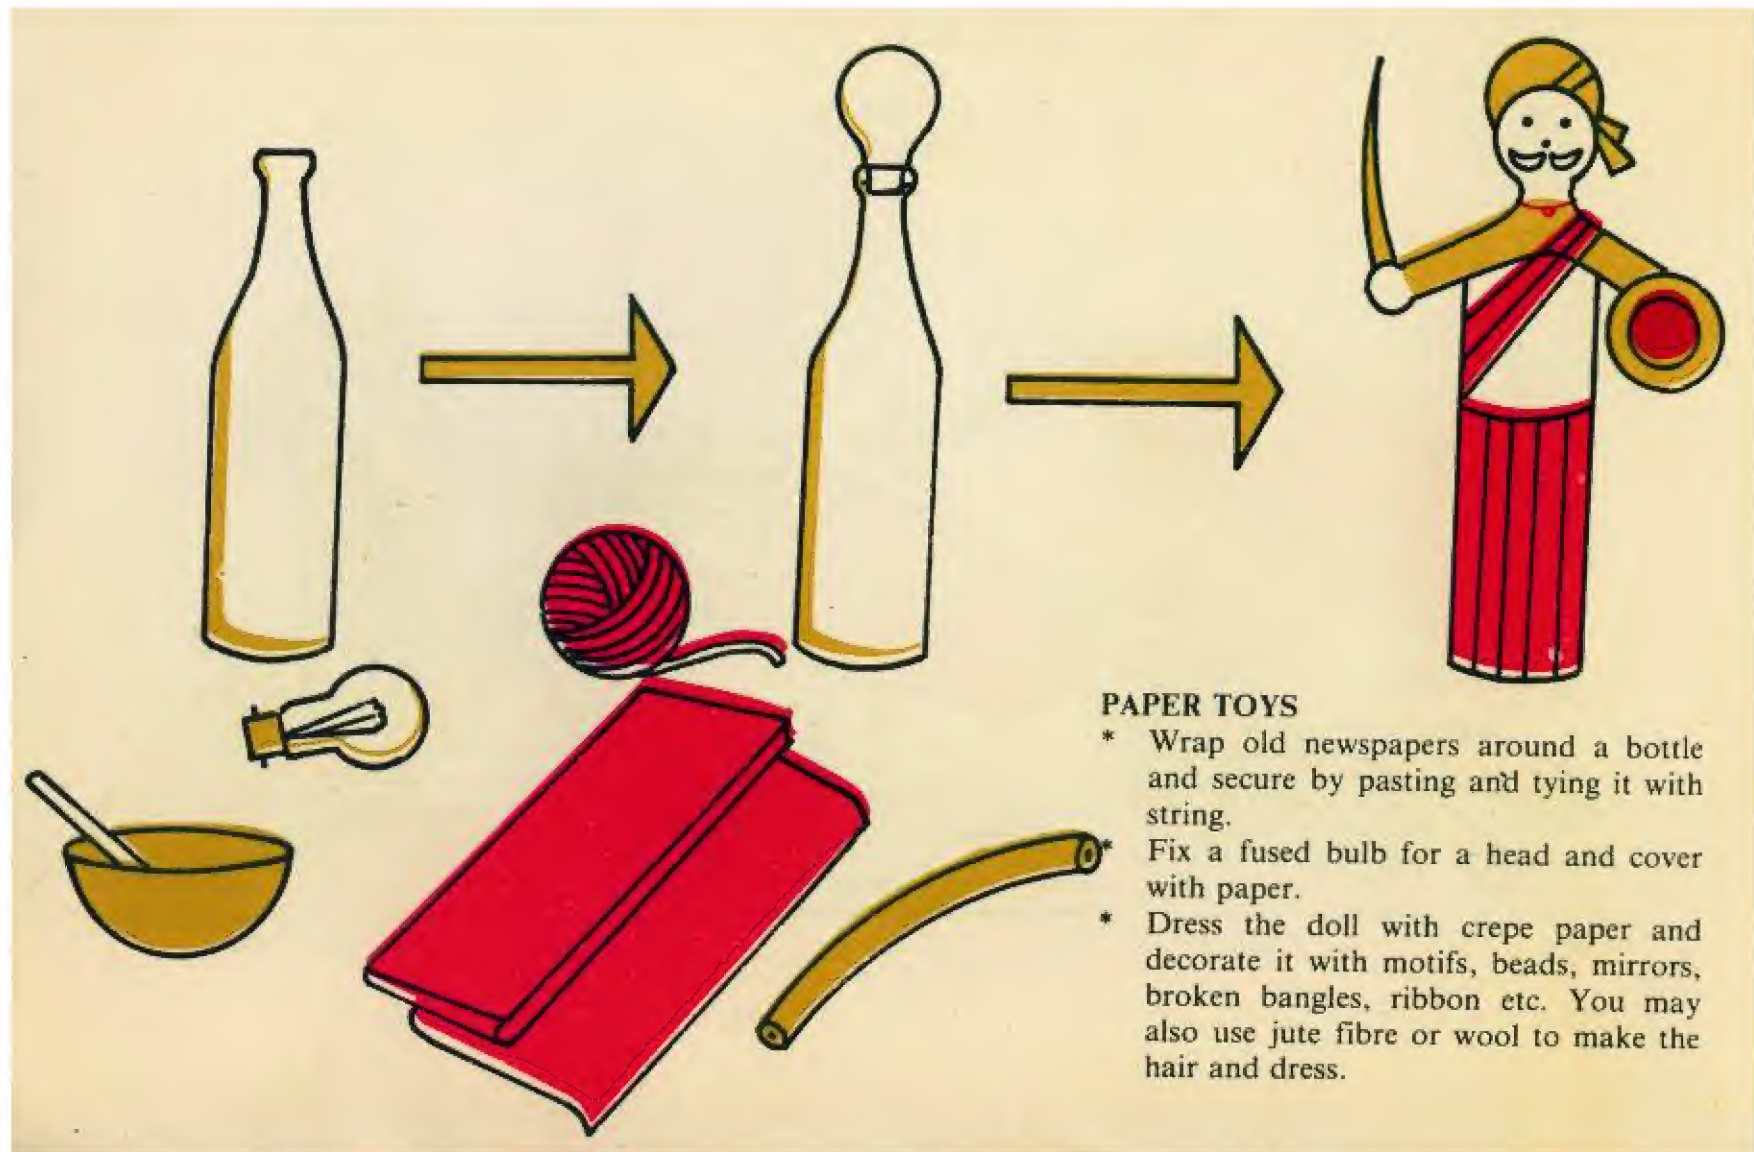 PAPER TOYS
* Wrap old newspapers around a bottle
and secure by pasting and tying it with
string.
* Fix a fused bulb for a head and cover
with paper.
* Dress the doll with crepe paper and
decorate it with motifs, beads, mirrors,
broken bangles, ribbon etc. You may
also use jute fibre or wool to make the
hair and dress.